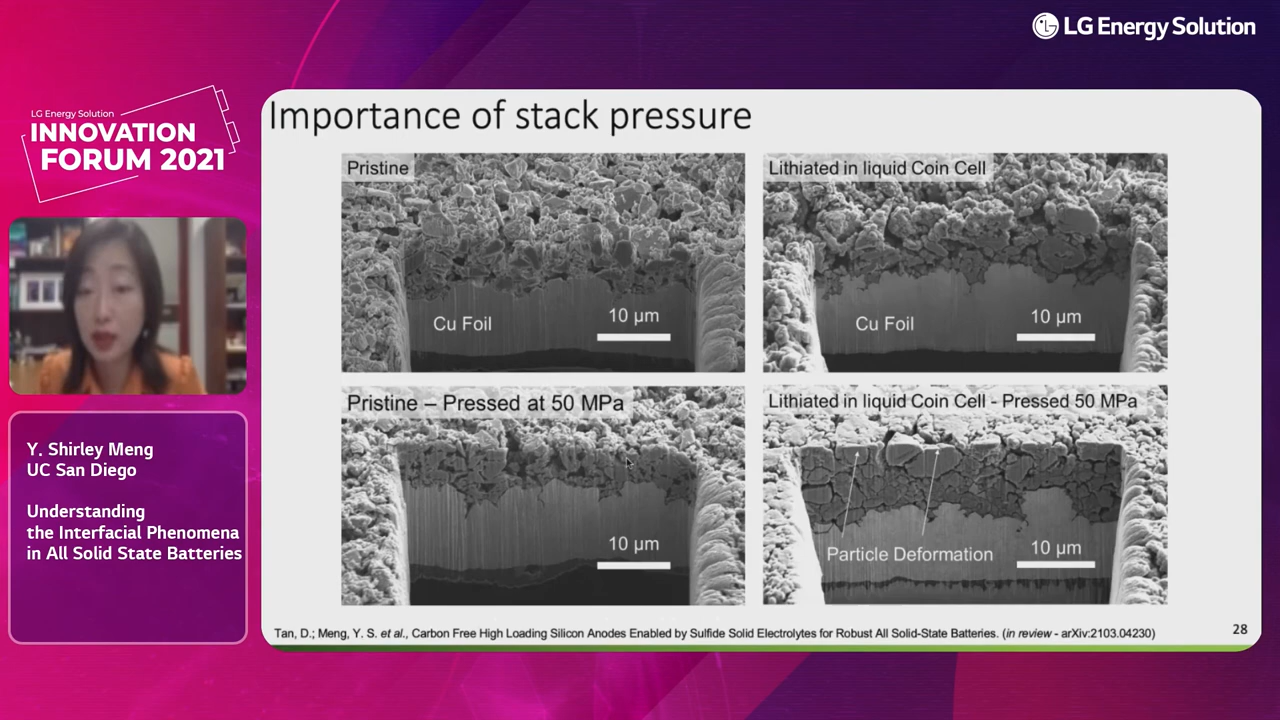 LG Energy Solution
LG Energy Solution
INNOVATION
FORUM 2021
Y. Shirley Meng
UC San Diego
Understanding
the Interfacial Phenomena
in All Solid State Batteries
Importance of stack pressure
Pristine
Cu Foil
10 µm
Lithiated in liquid Coin Cell
Cu Foil
10 µm
Pristine – Pressed at 50 MPa
10 µm
Lithiated in liquid Coin Cell - Pressed 50 MPa
Particle Deformation
10 µm
Tan, D.; Meng, Y. S. et al., Carbon Free High Loading Silicon Anodes Enabled by Sulfide Solid Electrolytes for Robust All Solid-State Batteries. (in review - arXiv:2103.04230)
28